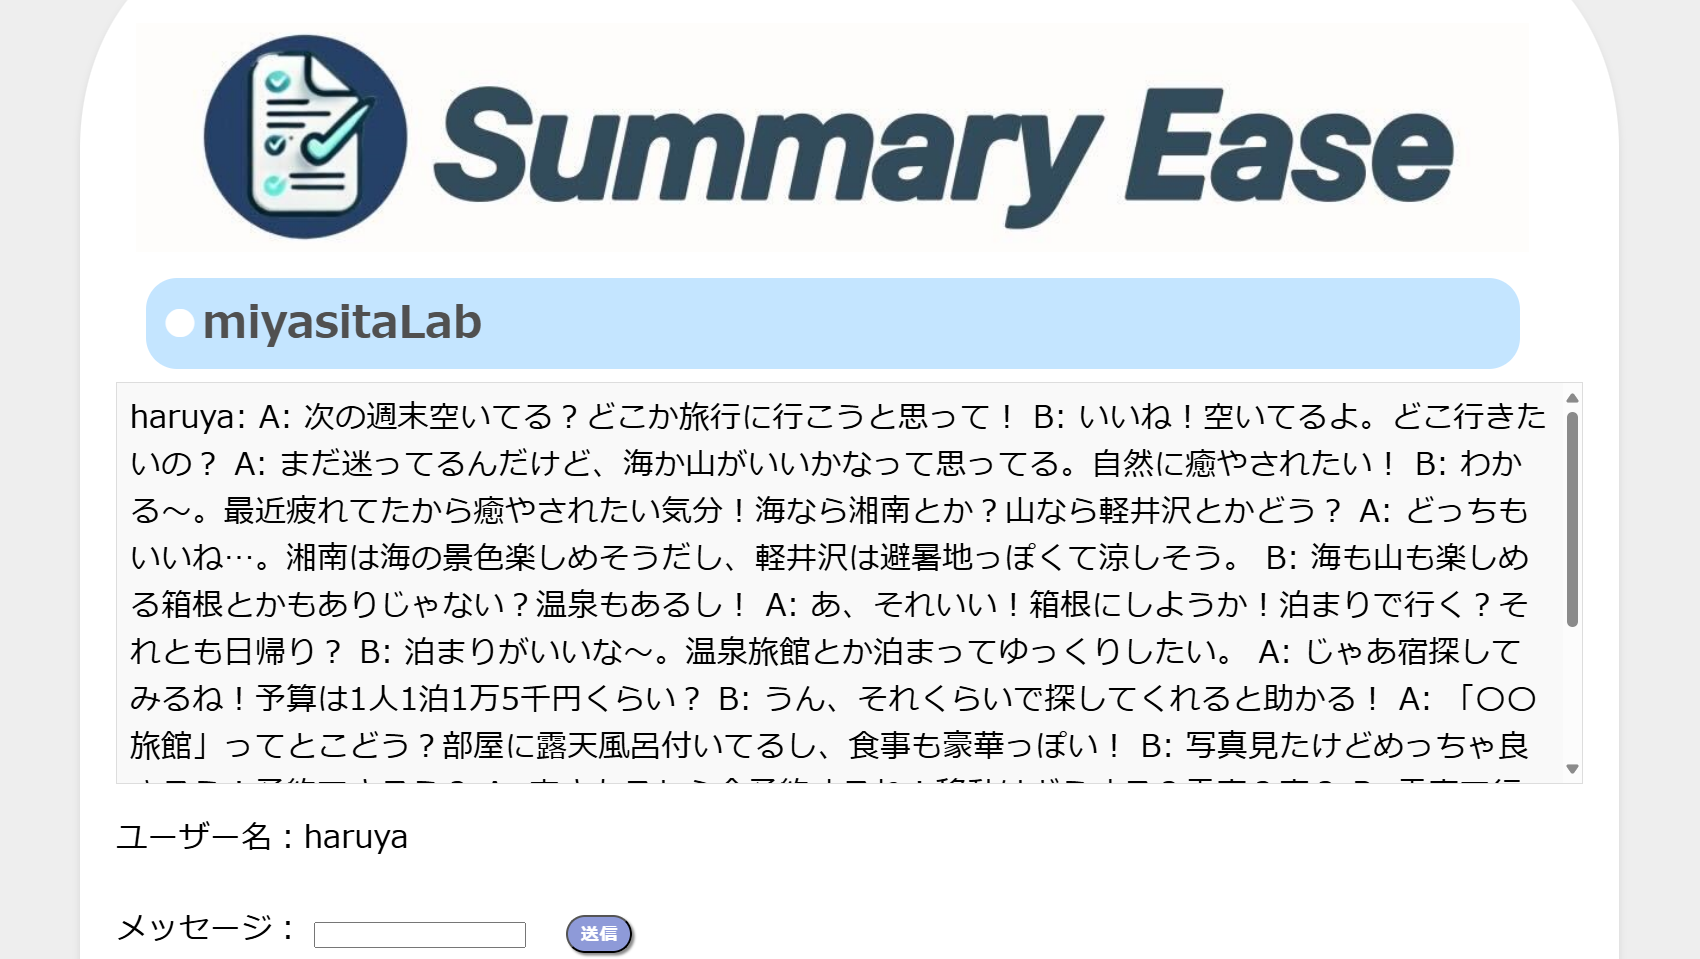 Summary Ease
miyasitaLab
haruya: A: 次の週末空いてる？どこか旅行に行こうと思って！ B: いいね！空いてるよ。どこ行きた
いの？ A: まだ迷ってるんだけど、海か山がいいかなって思ってる。自然に癒やされたい！ B: わか
る～。最近疲れてたから癒やされたい気分！海なら湘南とか？山なら軽井沢とかどう？ A: どっちも
いいね…。湘南は海の景色楽しめそうだし、軽井沢は避暑地っぽくて涼しそう。 B: 海も山も楽しめ
る箱根とかもありじゃない？温泉もあるし！ A: あ、それいい！箱根にしようか！泊まりで行く？そ
れとも日帰り？ B: 泊まりがいいな～。温泉旅館とか泊まってゆっくりしたい。 A: じゃあ宿探して
みるね！予算は1人1泊1万5千円くらい？ B: うん、それくらいで探してくれると助かる！ A: 「〇〇
旅館」ってとこどう？部屋に露天風呂付いてるし、食事も豪華っぽい！ B: 写真見たけどめっちゃ良
ユーザー名：haruya
メッセージ：
送信